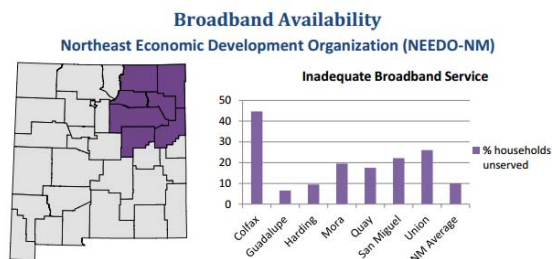 Broadband Availability
Northeast Economic Development Organization (NEEDO-NM)
Inadequate Broadband Service
50
40
30
20
10
0
Colfax
Guadalupe
Harding
Mora
Quay
San Miguel
Union
NM Average
% households
unserved